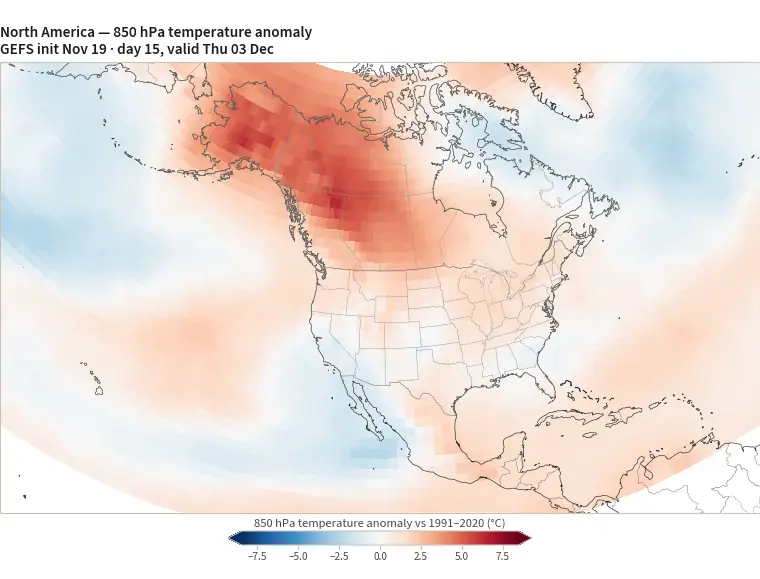 North America — 850 hPa temperature anomaly
GEFS init Nov 19 · day 15, valid Thu 03 Dec
850 hPa temperature anomaly vs 1991–2020 (°C)
−7.5 −5.0 −2.5 0.0 2.5 5.0 7.5